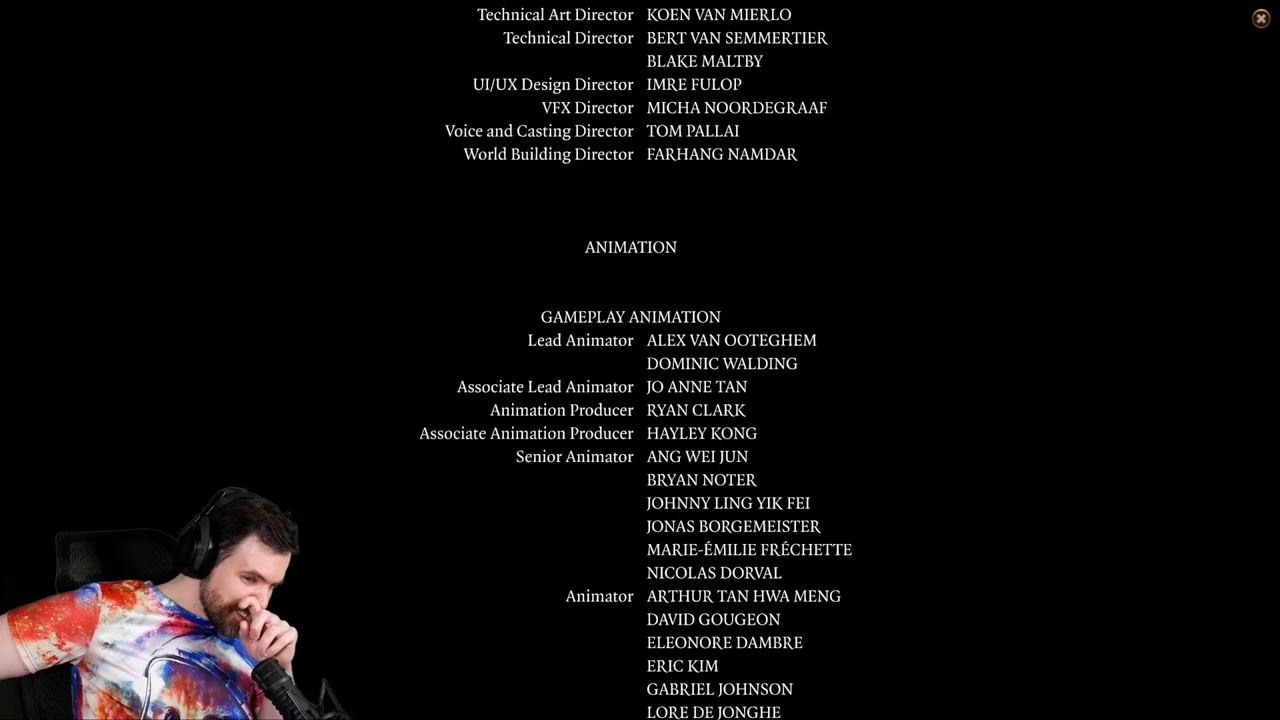 Technical Art Director KOEN VAN MIERLO
Technical Director BERT VAN SEMMERTIER
BLAKE MALTBY
UI/UX Design Director IMRE FULOP
VFX Director MICHA NOORDEGRAAF
Voice and Casting Director TOM PALLAI
World Building Director FARHANG NAMDAR
ANIMATION
GAMEPLAY ANIMATION
Lead Animator ALEX VAN OOTEGHEM
DOMINIC WALDING
Associate Lead Animator JO ANNE TAN
Animation Producer RYAN CLARK
Associate Animation Producer HAYLEY KONG
Senior Animator ANG WEI JUN
BRYAN NOTER
JOHNNY LING YIK FEI
JONAS BORGEMEISTER
MARIE-ÉMILIE FRÉCHETTE
NICOLAS DORVAL
Animator ARTHUR TAN HWA MENG
DAVID GOUGEON
ELEONORE DAMBRE
ERIC KIM
GABRIEL JOHNSON
LORE DE JONGHE